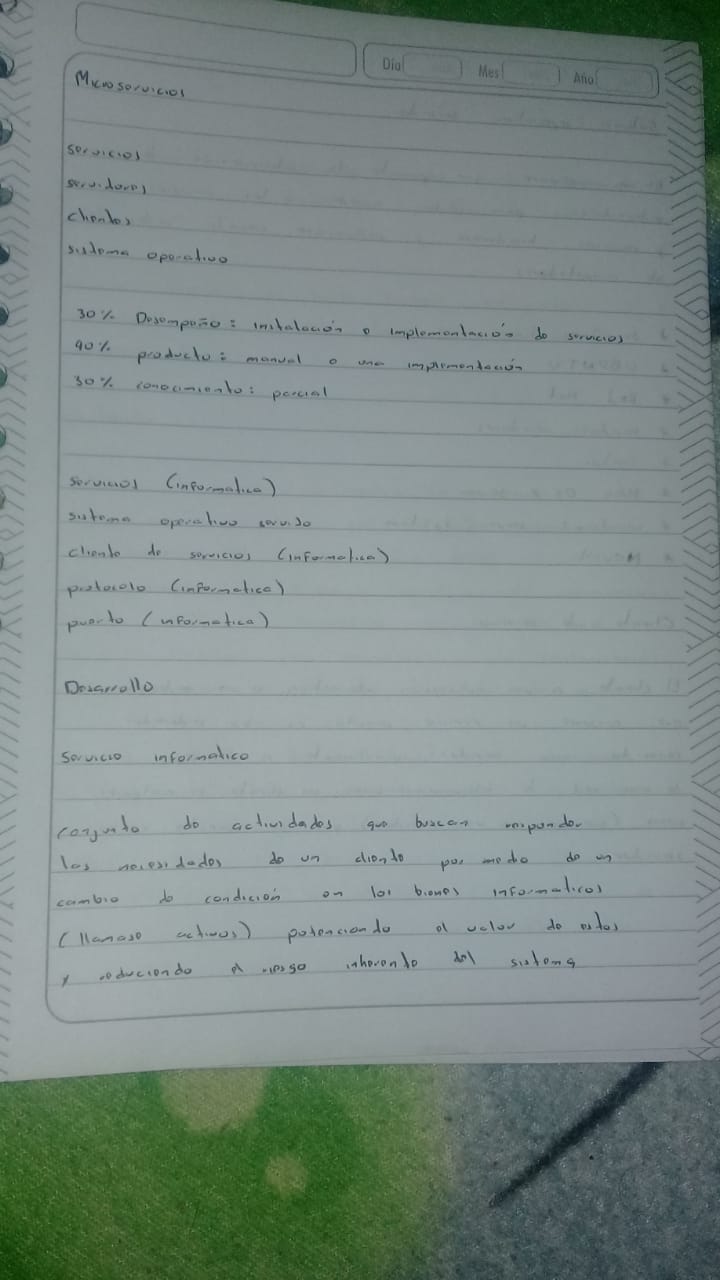 Día Mes Año
Microservicios
servicios
servidores
clientes
sistema operativo
30% Desempeño: instalación o implementación de servicios
40% producto: manual o una implementación
30% conocimiento: parcial
servicios (informatica)
sistema operativo servido
cliente de servicios (informatica)
protocolo (informatica)
puerto (informatica)
Desarrollo
servicio informatico
conjunto de actividades que buscan responder
las necesidades de un cliente por medio de un
cambio de condición en los bienes informaticos
(llamase activos) potenciando el valor de estos
y reduciendo el riesgo inherente del sistema